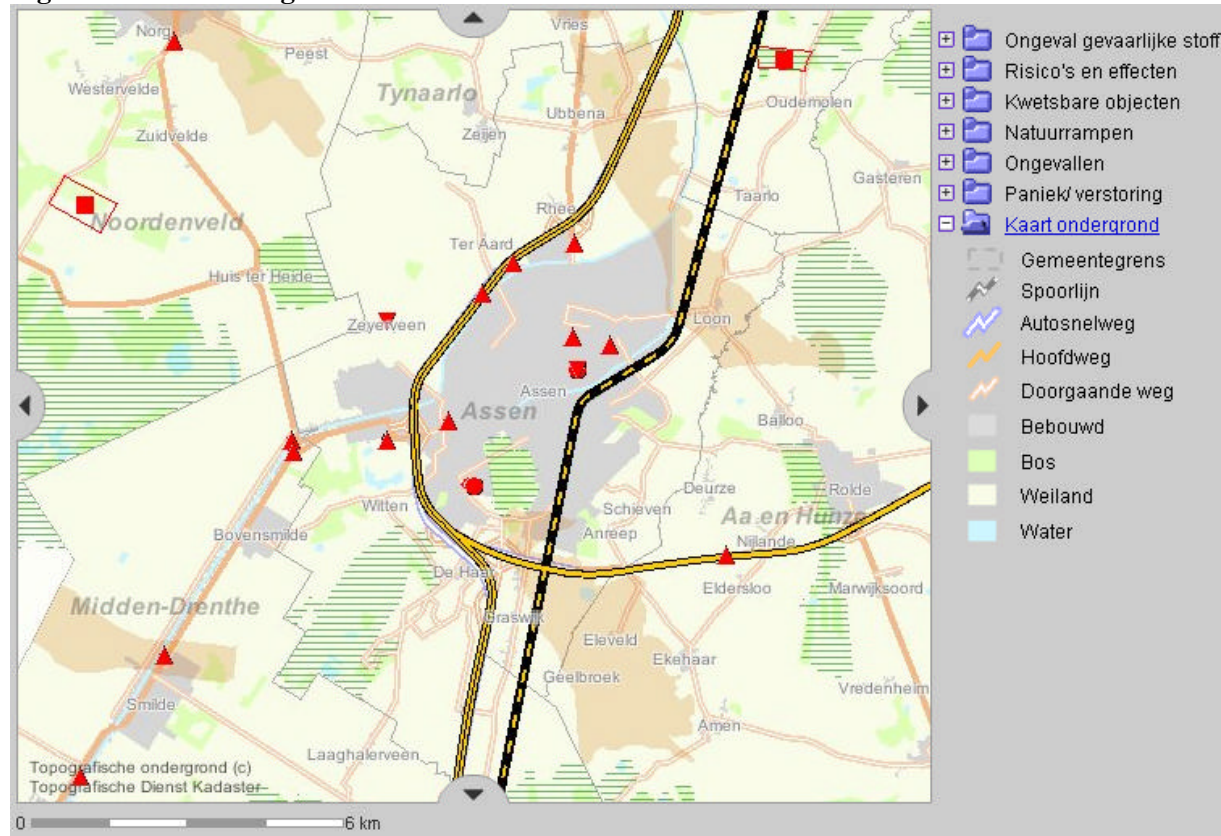 Norg
Vries
Peest
Westervelde
Tynaarlo
Oudemolen
Ubbena
Zuidvelde
Zeijen
Gasteren
Taarlo
Noordenveld
Rhee
Ter Aard
Huis ter Heide
Zeyerveen
Loon
Assen
Assen
Balloo
Deurze
Rolde
Witten
Schieven
Aa en Hunze
Bovensmilde
Anreep
Nijlande
De Haar
Eldersloo
Marwijksoord
Midden-Drenthe
Graswijk
Eleveld
Ekehaar
Geelbroek
Vredenheim
Smilde
Amen
Laaghalerveen
Topografische ondergrond (c)
Topografische Dienst Kadaster
0
6 km
Ongeval gevaarlijke stoff
Risico's en effecten
Kwetsbare objecten
Natuurrampen
Ongevallen
Paniek/ verstoring
Kaart ondergrond
Gemeentegrens
Spoorlijn
Autosnelweg
Hoofdweg
Doorgaande weg
Bebouwd
Bos
Weiland
Water